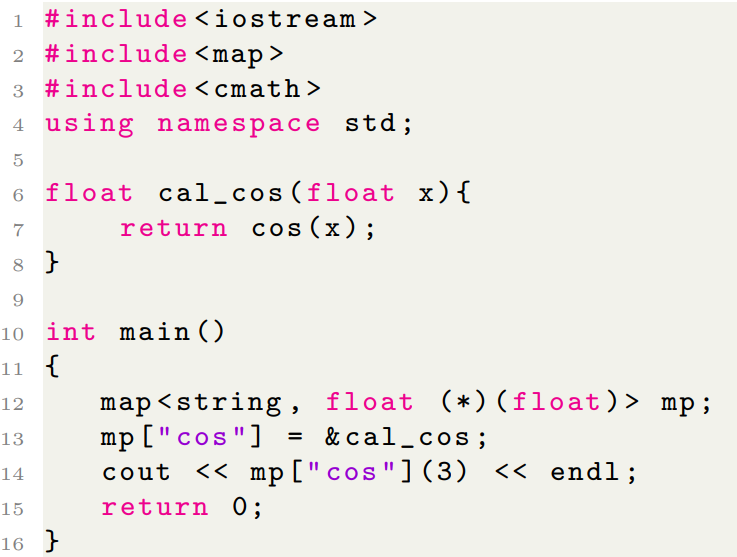 1 #include<iostream>
2 #include<map>
3 #include<cmath>
4 using namespace std;
5
6 float cal_cos(float x){
7     return cos(x);
8 }
9
10 int main()
11 {
12    map<string, float (*)(float)> mp;
13    mp["cos"] = &cal_cos;
14    cout << mp["cos"](3) << endl;
15    return 0;
16 }